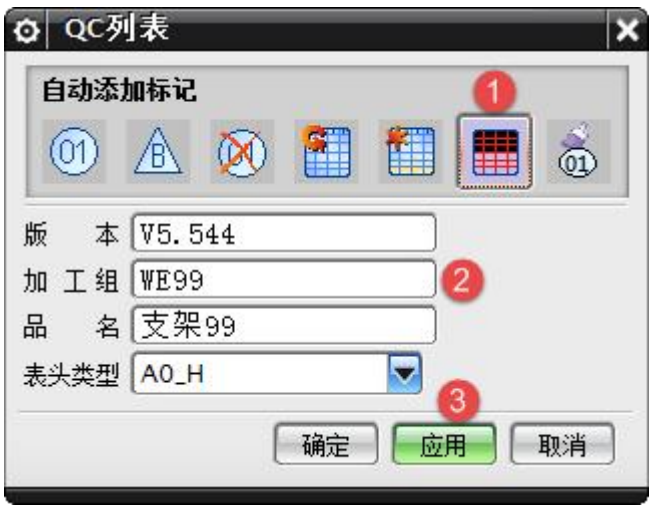 QC列表
自动添加标记
1
01 B 01
版 本 V5.544
加 工 组 WE99
2
品 名 支架99
表头类型 A0_H
3
确定 应用 取消